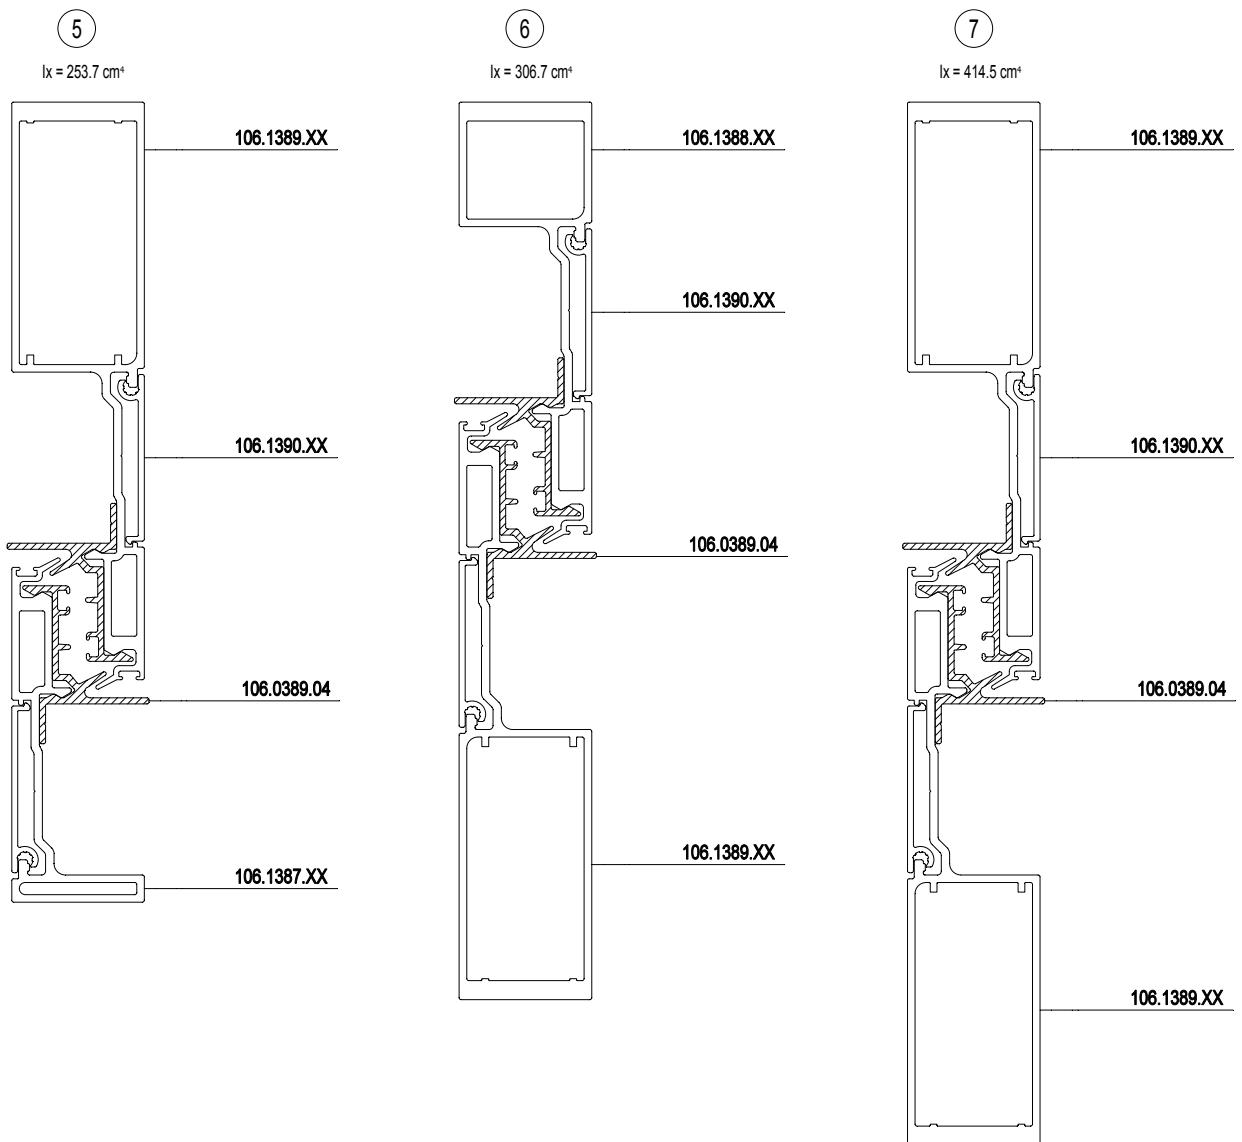 5
Ix = 253.7 cm⁴
106.1389.XX
106.1390.XX
106.0389.04
106.1387.XX
6
Ix = 306.7 cm⁴
106.1388.XX
106.1390.XX
106.0389.04
106.1389.XX
7
Ix = 414.5 cm⁴
106.1389.XX
106.1390.XX
106.0389.04
106.1389.XX